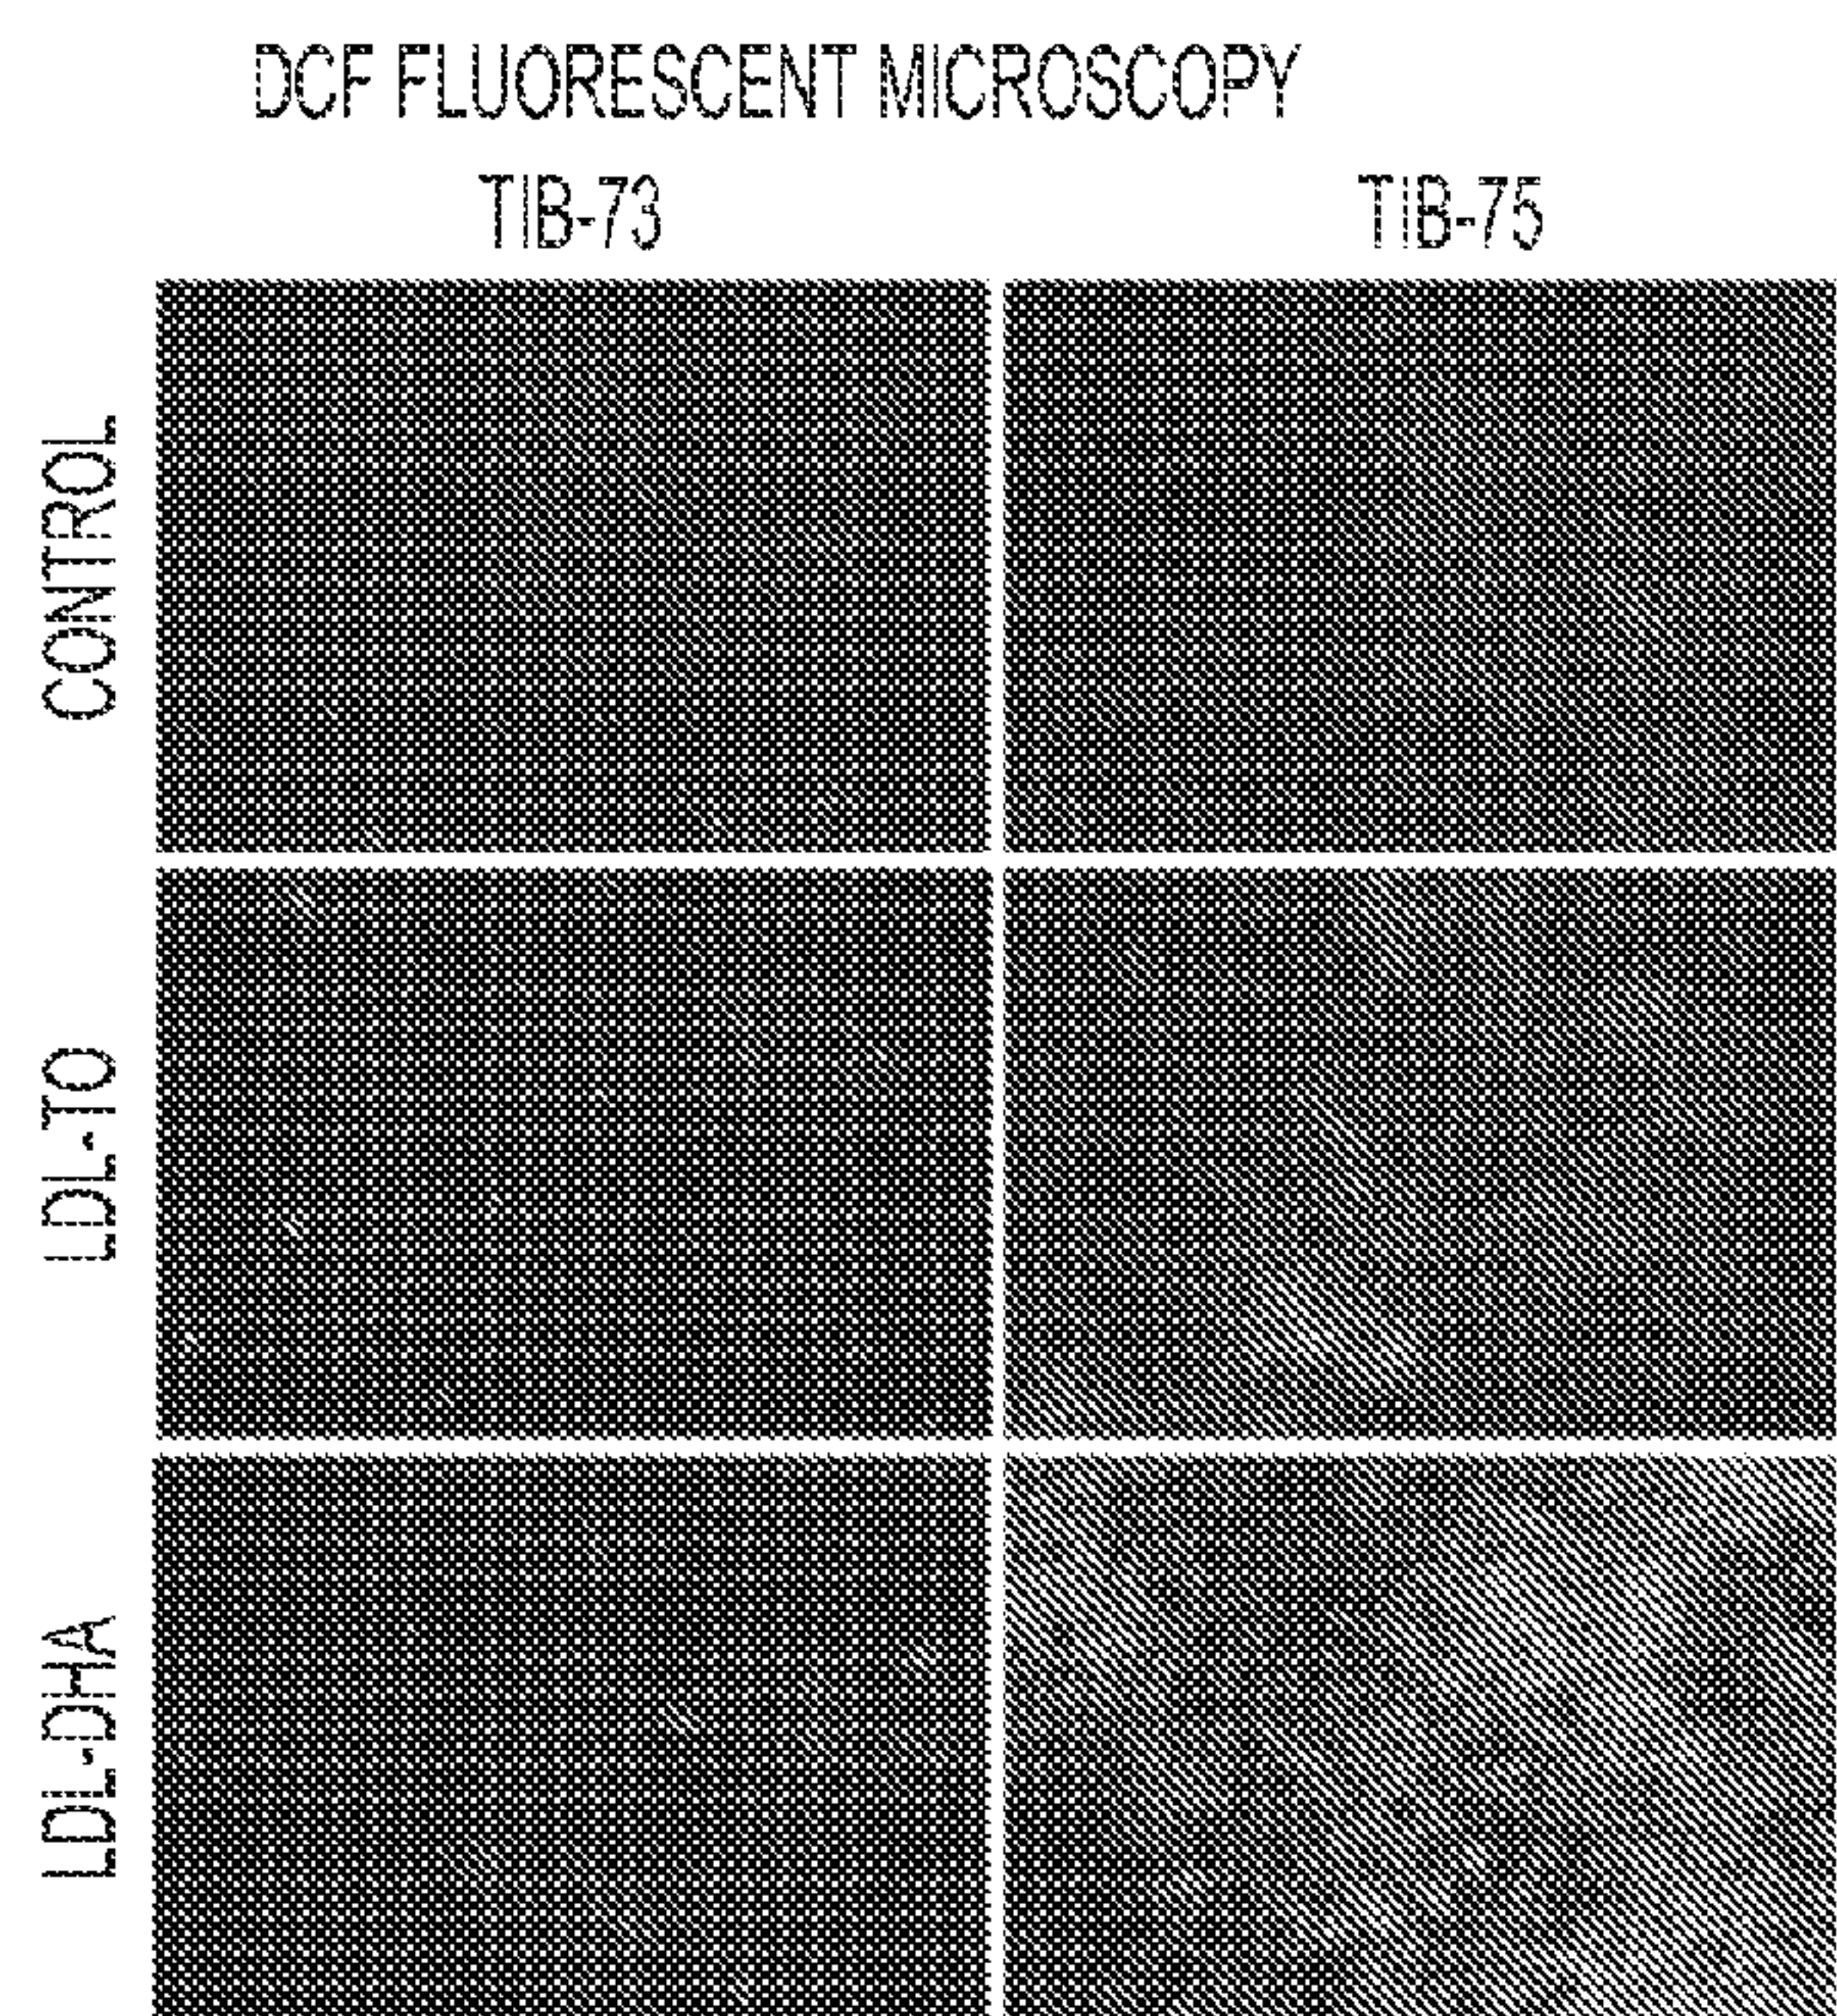 DCF FLUORESCENT MICROSCOPY
TIB-73 TIB-75
CONTROL
LDL-TO
LDL-DHA